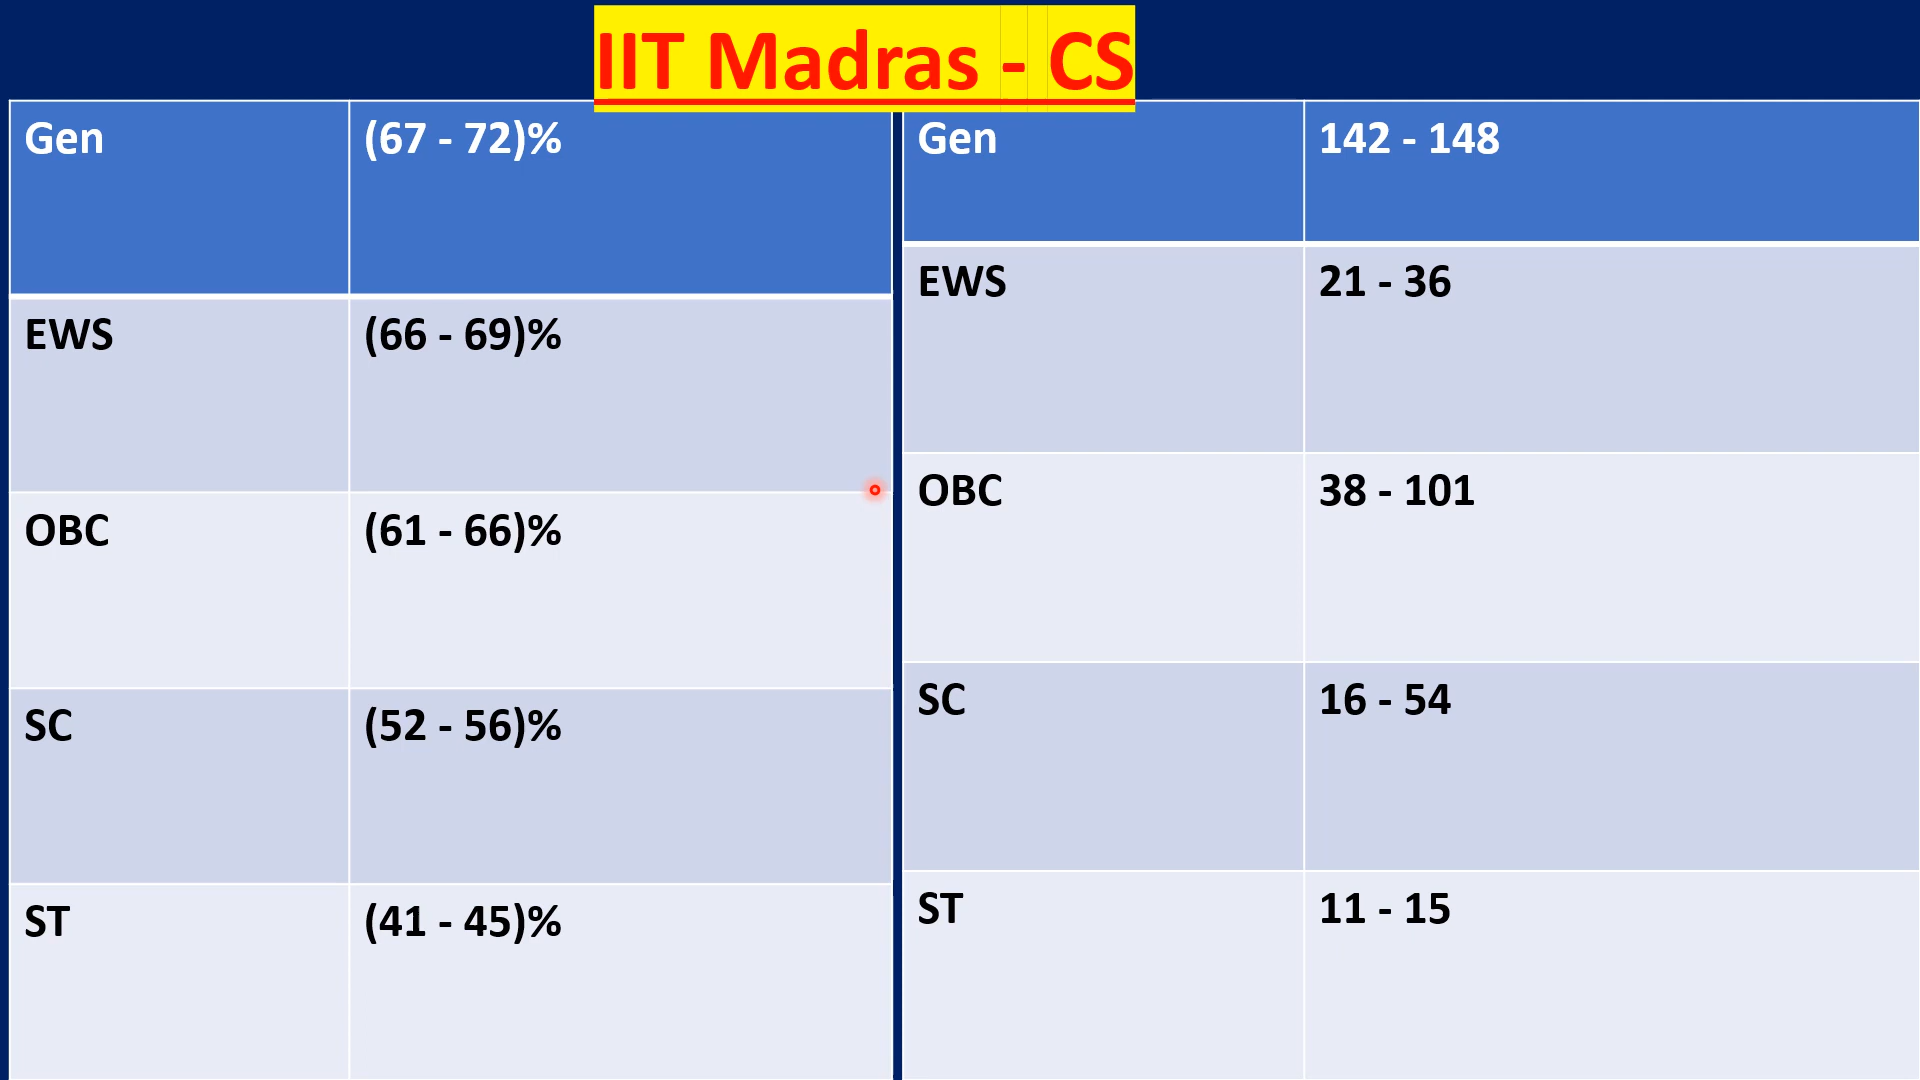 IIT Madras - CS
Gen (67 - 72)%
EWS (66 - 69)%
OBC (61 - 66)%
SC (52 - 56)%
ST (41 - 45)%
Gen 142 - 148
EWS 21 - 36
OBC 38 - 101
SC 16 - 54
ST 11 - 15